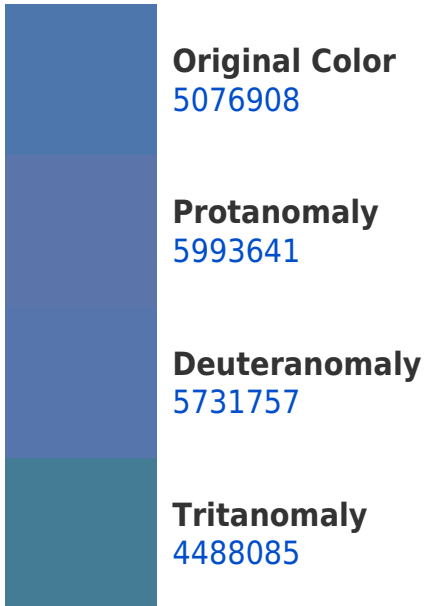 Original Color
5076908
Protanomaly
5993641
Deuteranomaly
5731757
Tritanomaly
4488085